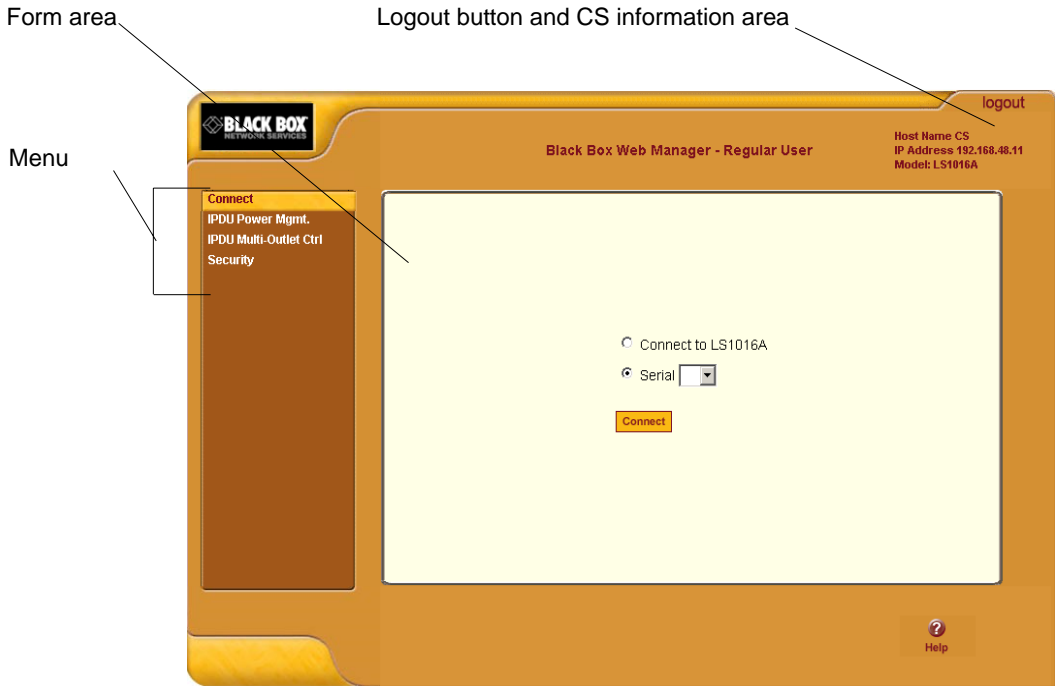 Form area
Logout button and CS information area
logout
BLACK BOX
NETWORK SERVICES
Host Name CS
IP Address 192.168.48.11
Model: LS1016A
Black Box Web Manager - Regular User
Menu
Connect
IPDU Power Mgmt.
IPDU Multi-Outlet Ctrl
Security
Connect to LS1016A
Serial
Connect
?
Help